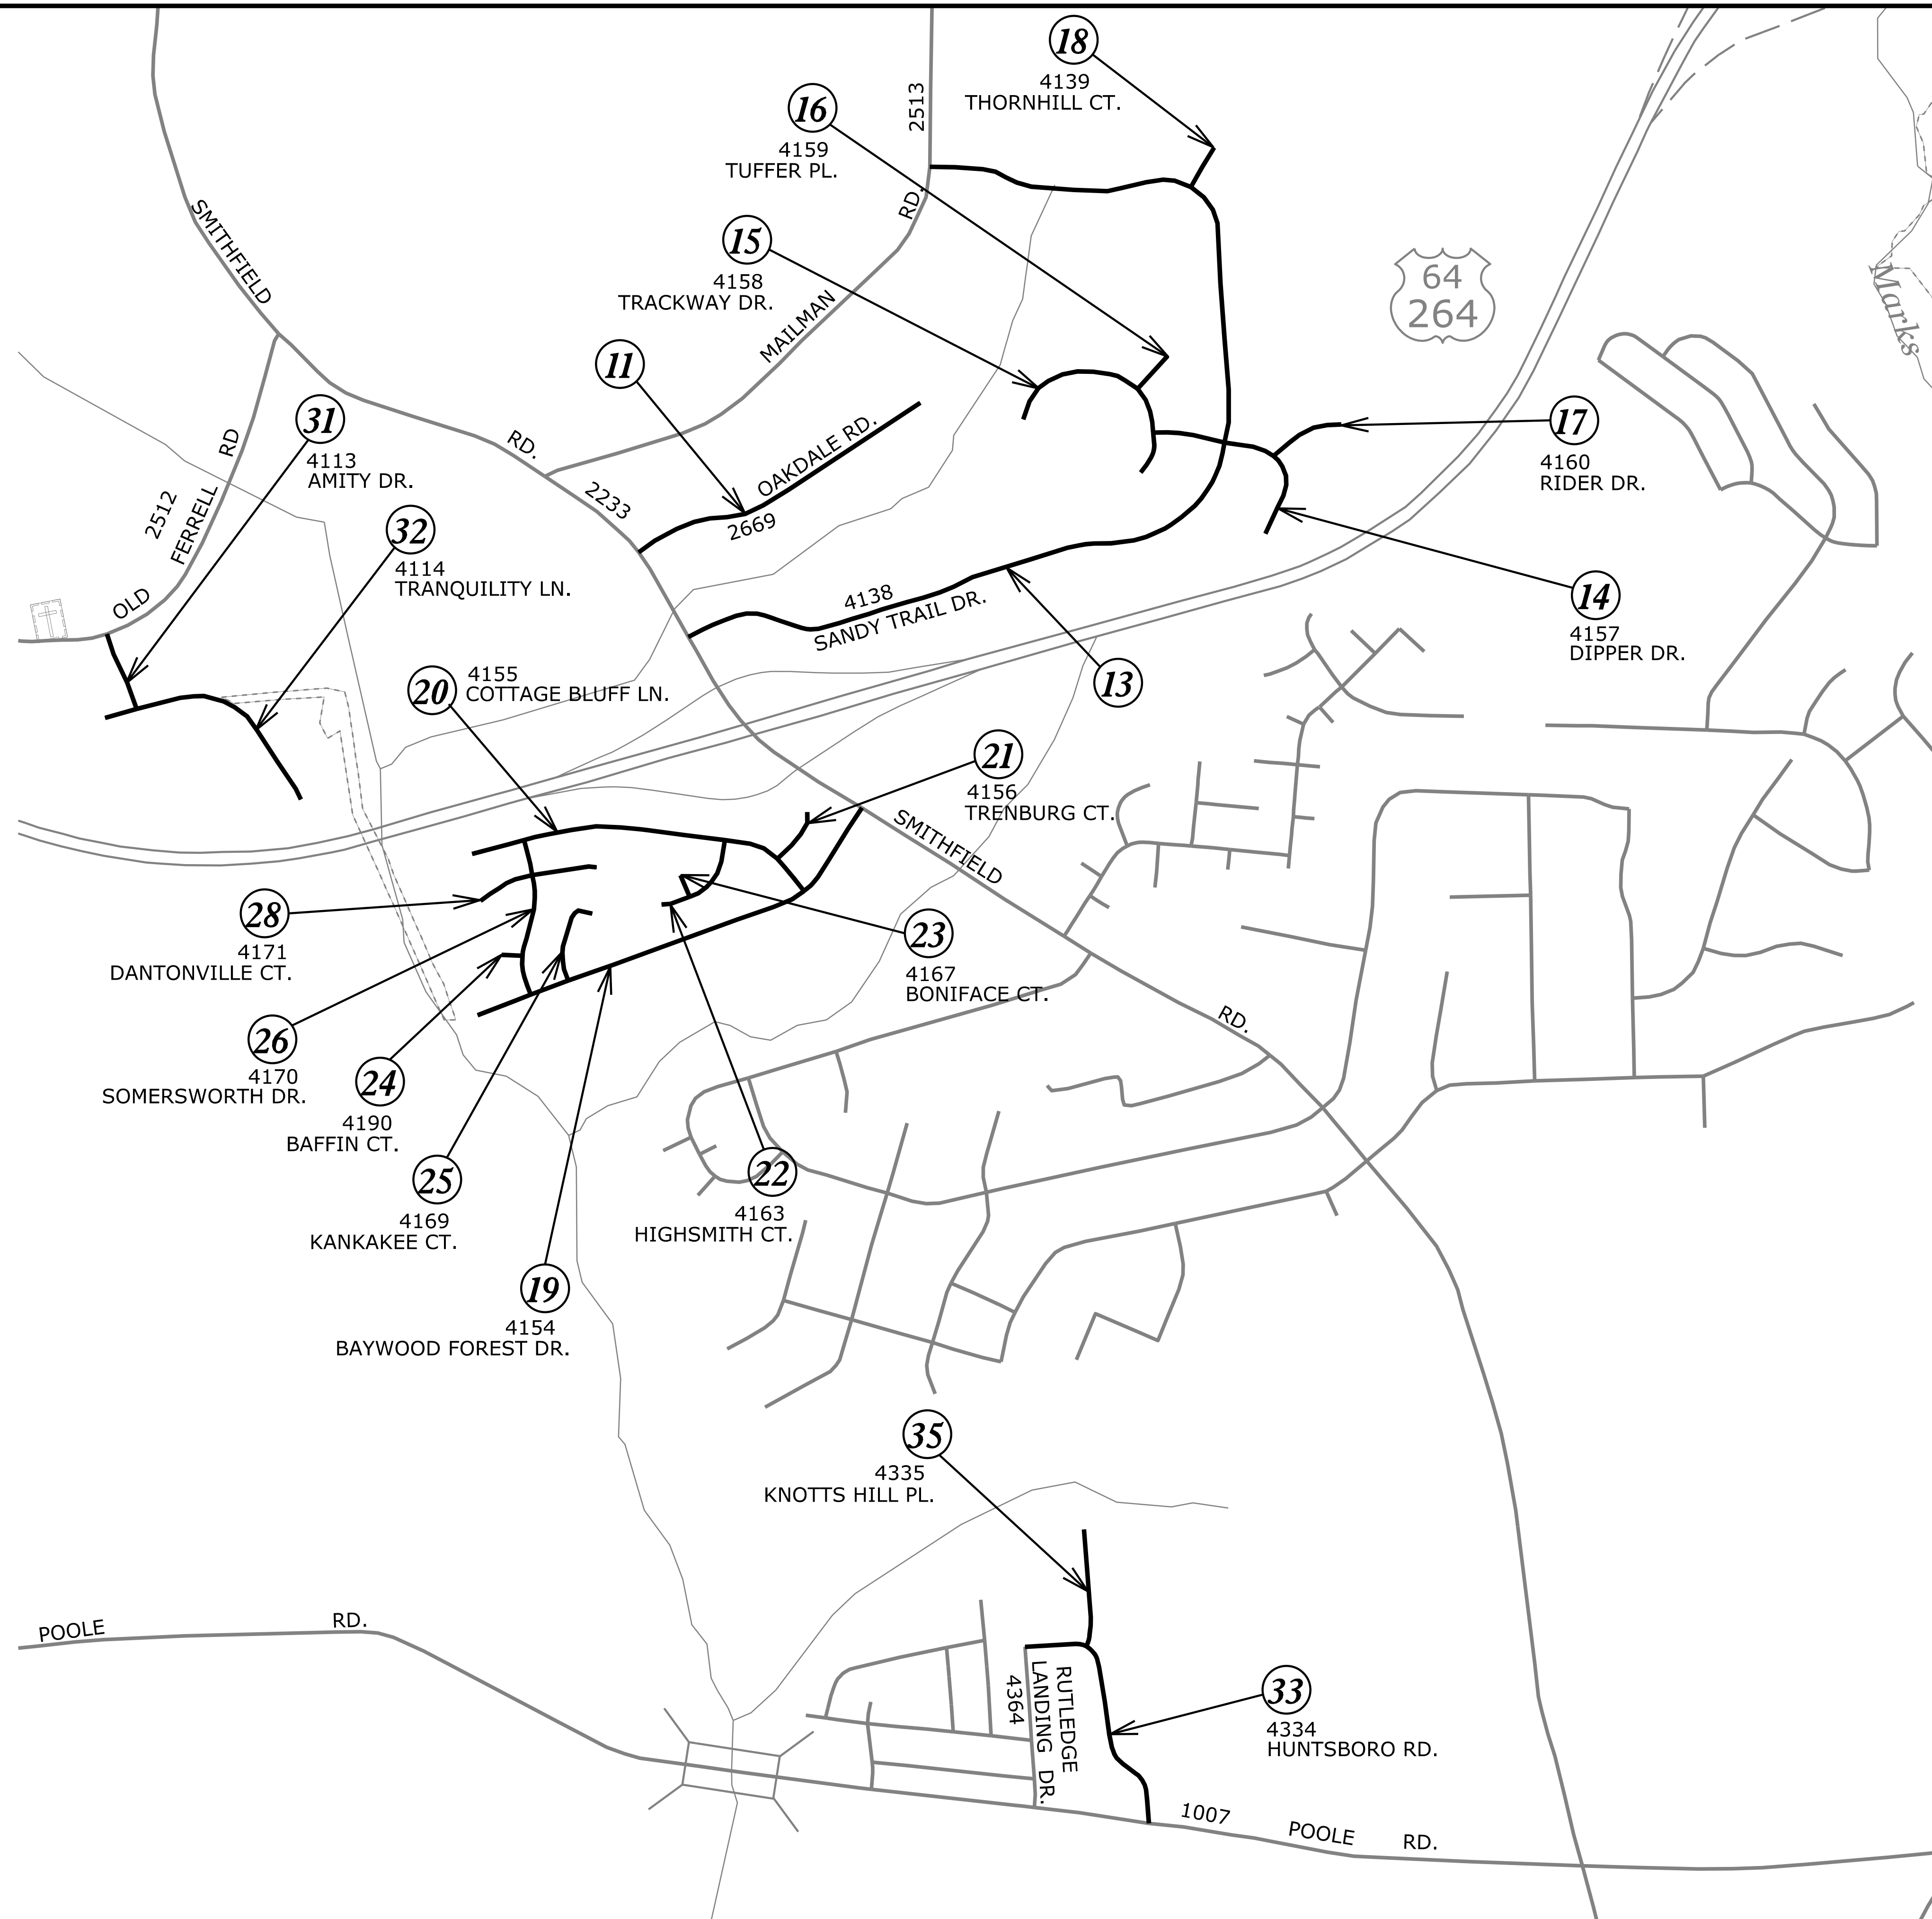 18
4139
THORNHILL CT.
16
4159
TUFFER PL.
2513
RD.
MAILMAN
15
4158
TRACKWAY DR.
64
264
Marks
SMITHFIELD
RD.
2233
11
OAKDALE RD.
2669
17
4160
RIDER DR.
31
4113
AMITY DR.
2512
OLD
FERRELL
RD
32
4114
TRANQUILITY LN.
14
4157
DIPPER DR.
4138
SANDY TRAIL DR.
13
20
4155
COTTAGE BLUFF LN.
21
4156
TRENBURG CT.
SMITHFIELD
RD.
28
4171
DANTONVILLE CT.
23
4167
BONIFACE CT.
26
4170
SOMERSWORTH DR.
24
4190
BAFFIN CT.
25
4169
KANKAKEE CT.
22
4163
HIGHSMITH CT.
19
4154
BAYWOOD FOREST DR.
35
4335
KNOTTS HILL PL.
POOLE RD.
4364
RUTLEDGE
LANDING DR.
33
4334
HUNTSBORO RD.
1007
POOLE RD.